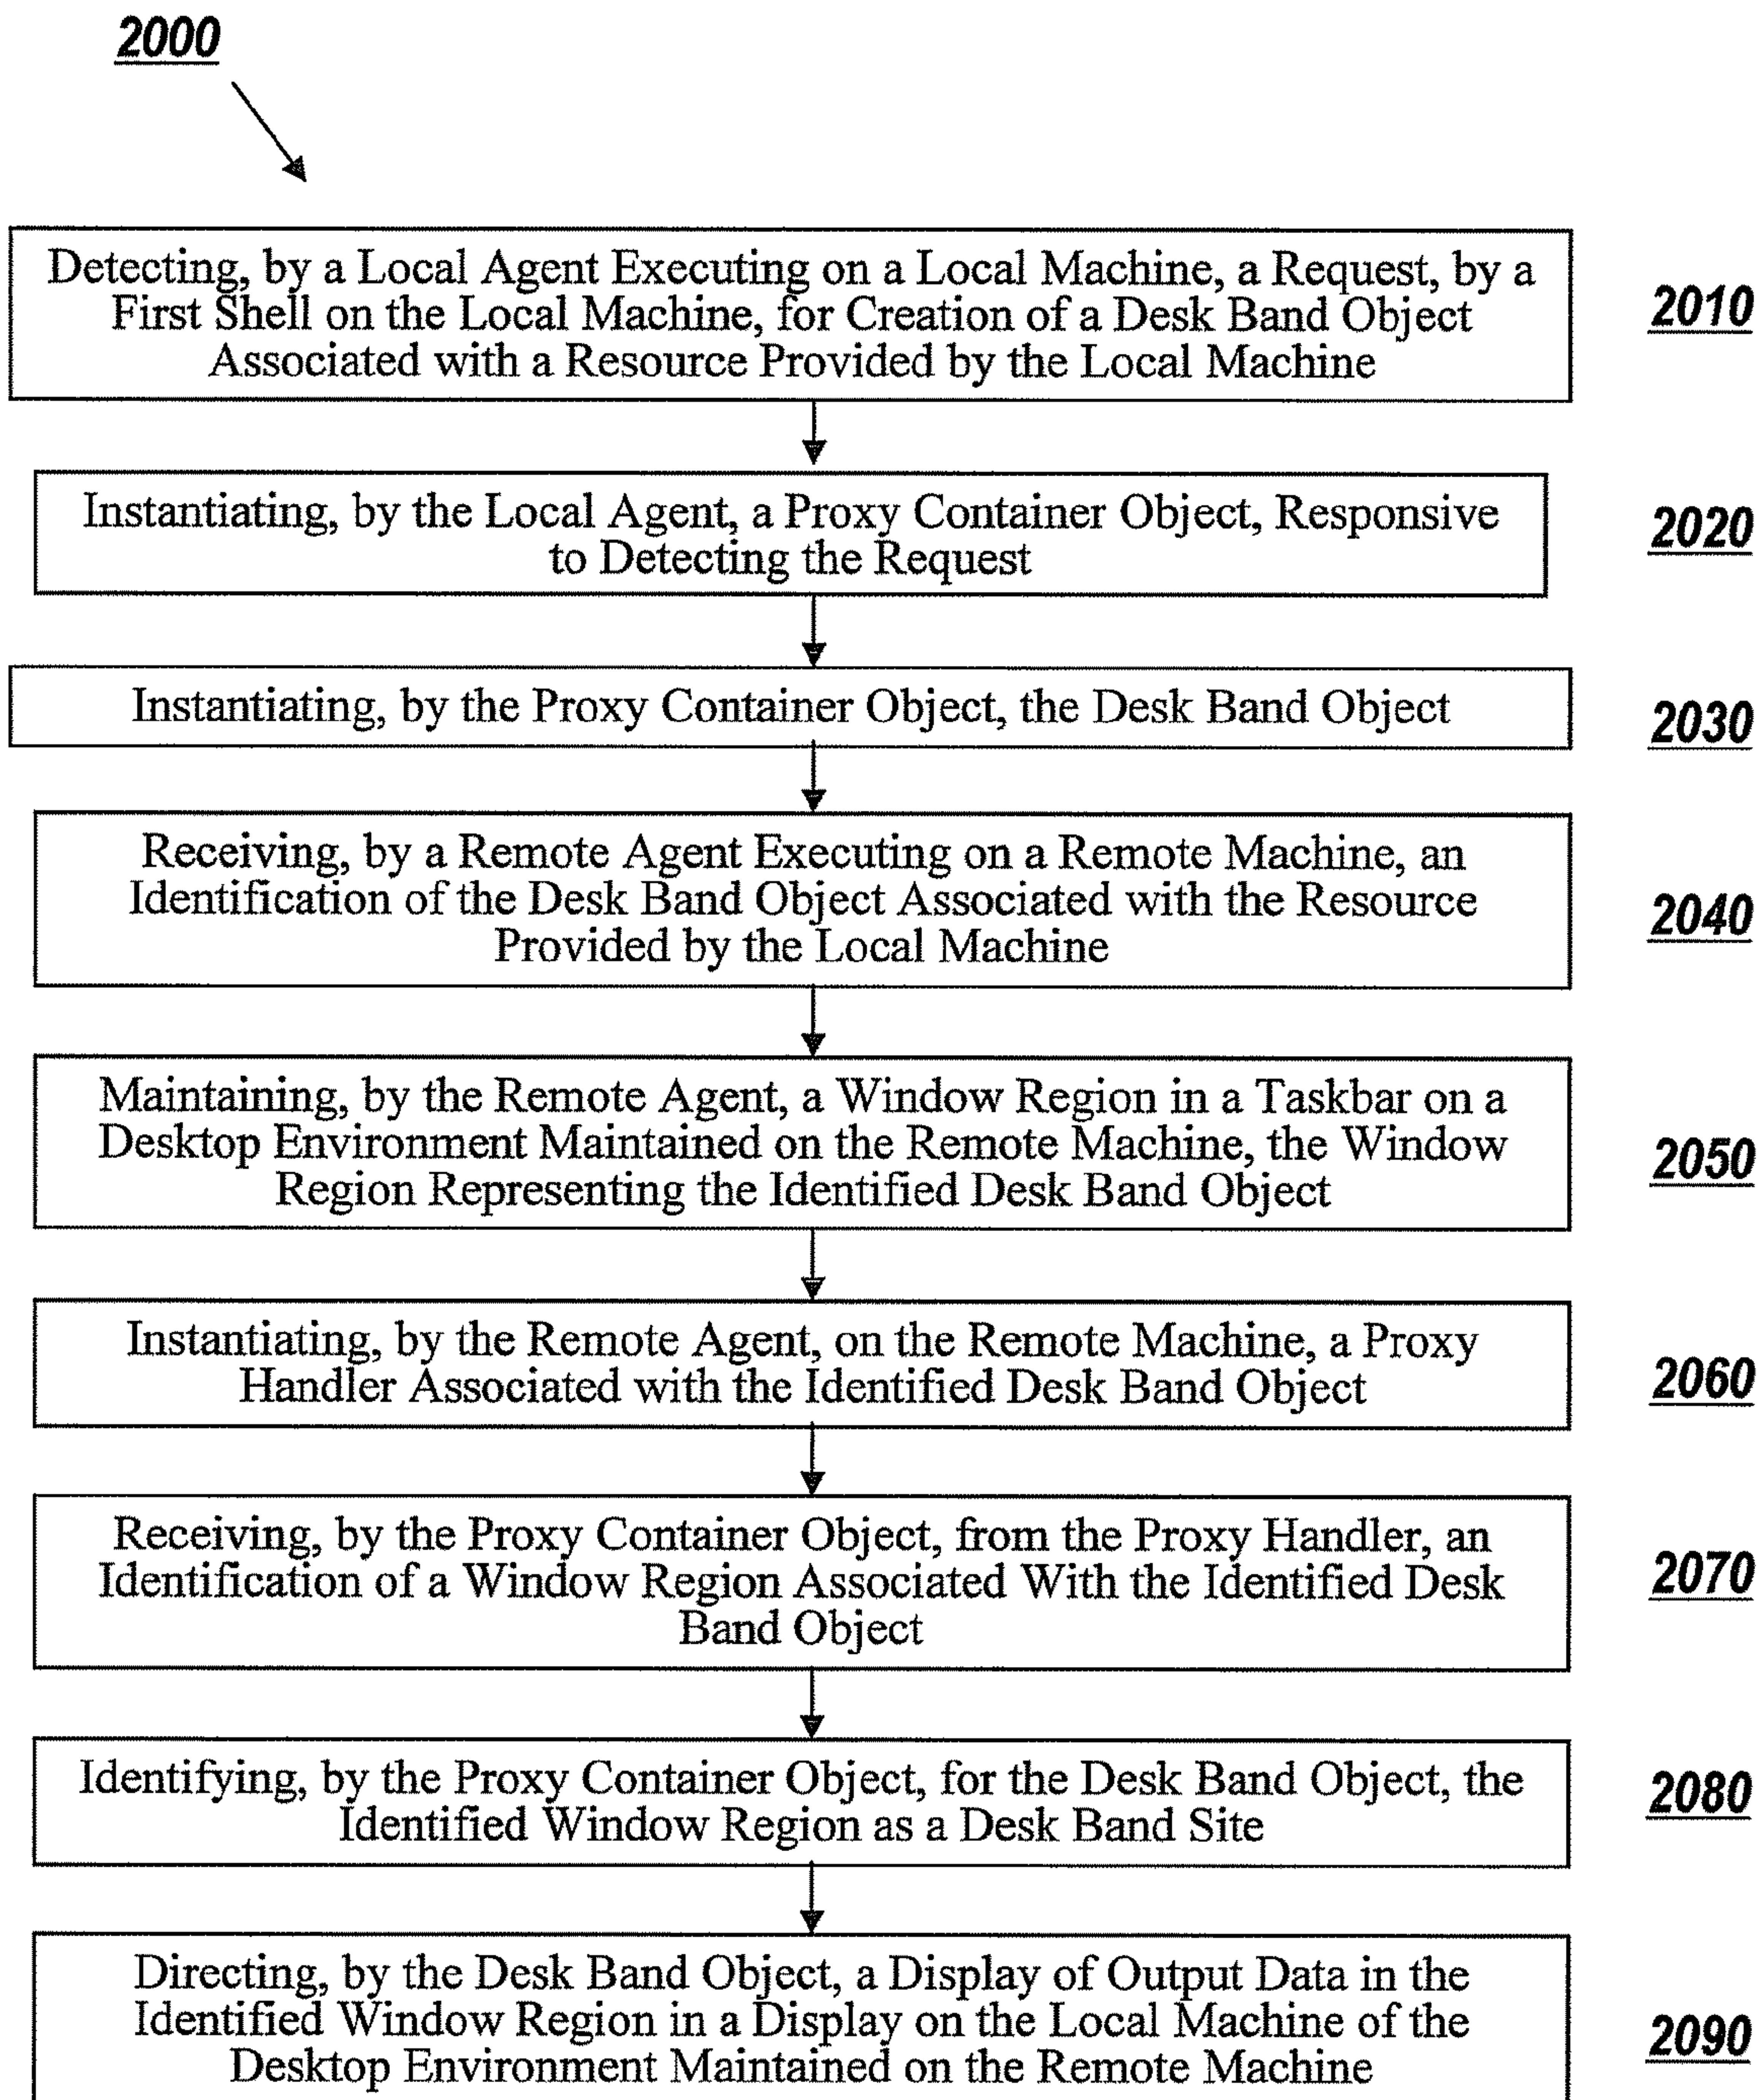 2000
Detecting, by a Local Agent Executing on a Local Machine, a Request, by a
First Shell on the Local Machine, for Creation of a Desk Band Object
Associated with a Resource Provided by the Local Machine
2010
Instantiating, by the Local Agent, a Proxy Container Object, Responsive
to Detecting the Request
2020
Instantiating, by the Proxy Container Object, the Desk Band Object
2030
Receiving, by a Remote Agent Executing on a Remote Machine, an
Identification of the Desk Band Object Associated with the Resource
Provided by the Local Machine
2040
Maintaining, by the Remote Agent, a Window Region in a Taskbar on a
Desktop Environment Maintained on the Remote Machine, the Window
Region Representing the Identified Desk Band Object
2050
Instantiating, by the Remote Agent, on the Remote Machine, a Proxy
Handler Associated with the Identified Desk Band Object
2060
Receiving, by the Proxy Container Object, from the Proxy Handler, an
Identification of a Window Region Associated With the Identified Desk
Band Object
2070
Identifying, by the Proxy Container Object, for the Desk Band Object, the
Identified Window Region as a Desk Band Site
2080
Directing, by the Desk Band Object, a Display of Output Data in the
Identified Window Region in a Display on the Local Machine of the
Desktop Environment Maintained on the Remote Machine
2090